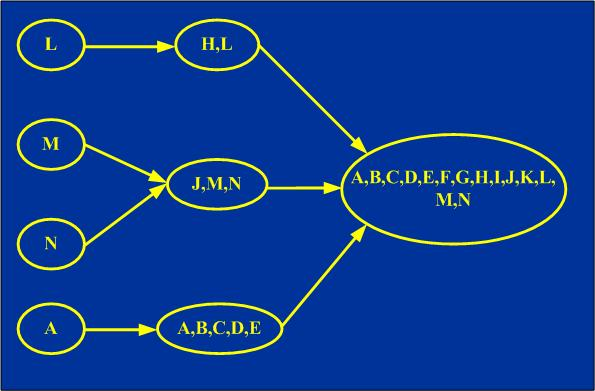 L
H,L
M
J,M,N
A,B,C,D,E,F,G,H,I,J,K,L,
M,N
N
A
A,B,C,D,E